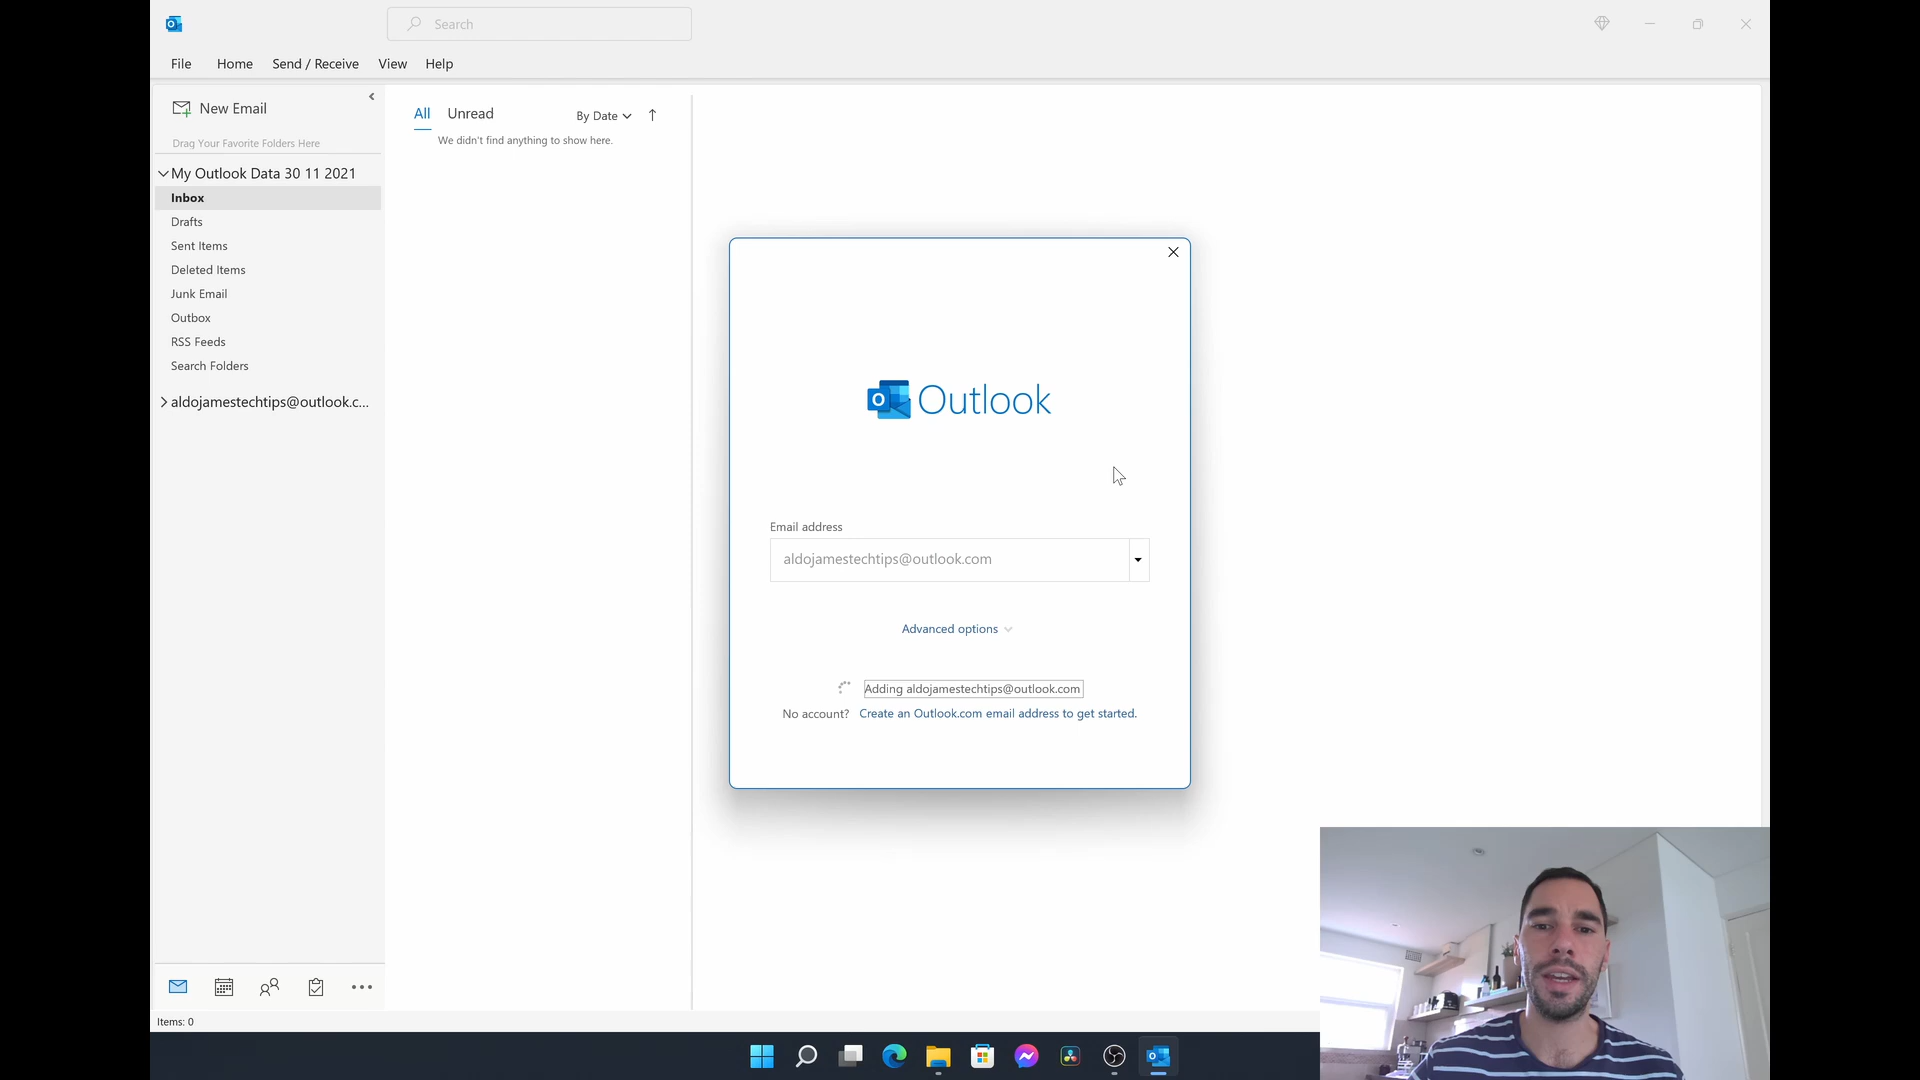 Search
File Home Send / Receive View Help
New Email
Drag Your Favorite Folders Here
My Outlook Data 30 11 2021
Inbox
Drafts
Sent Items
Deleted Items
Junk Email
Outbox
RSS Feeds
Search Folders
aldojamestechtips@outlook.c...
All Unread By Date
We didn't find anything to show here.
Outlook
Email address
aldojamestechtips@outlook.com
Advanced options
Adding aldojamestechtips@outlook.com
No account? Create an Outlook.com email address to get started.
Items: 0